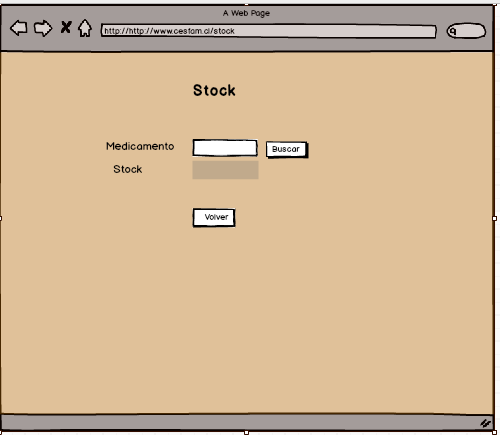 A Web Page
http://http://www.cesfam.cl/stock
Stock
Medicamento
Buscar
Stock
Volver